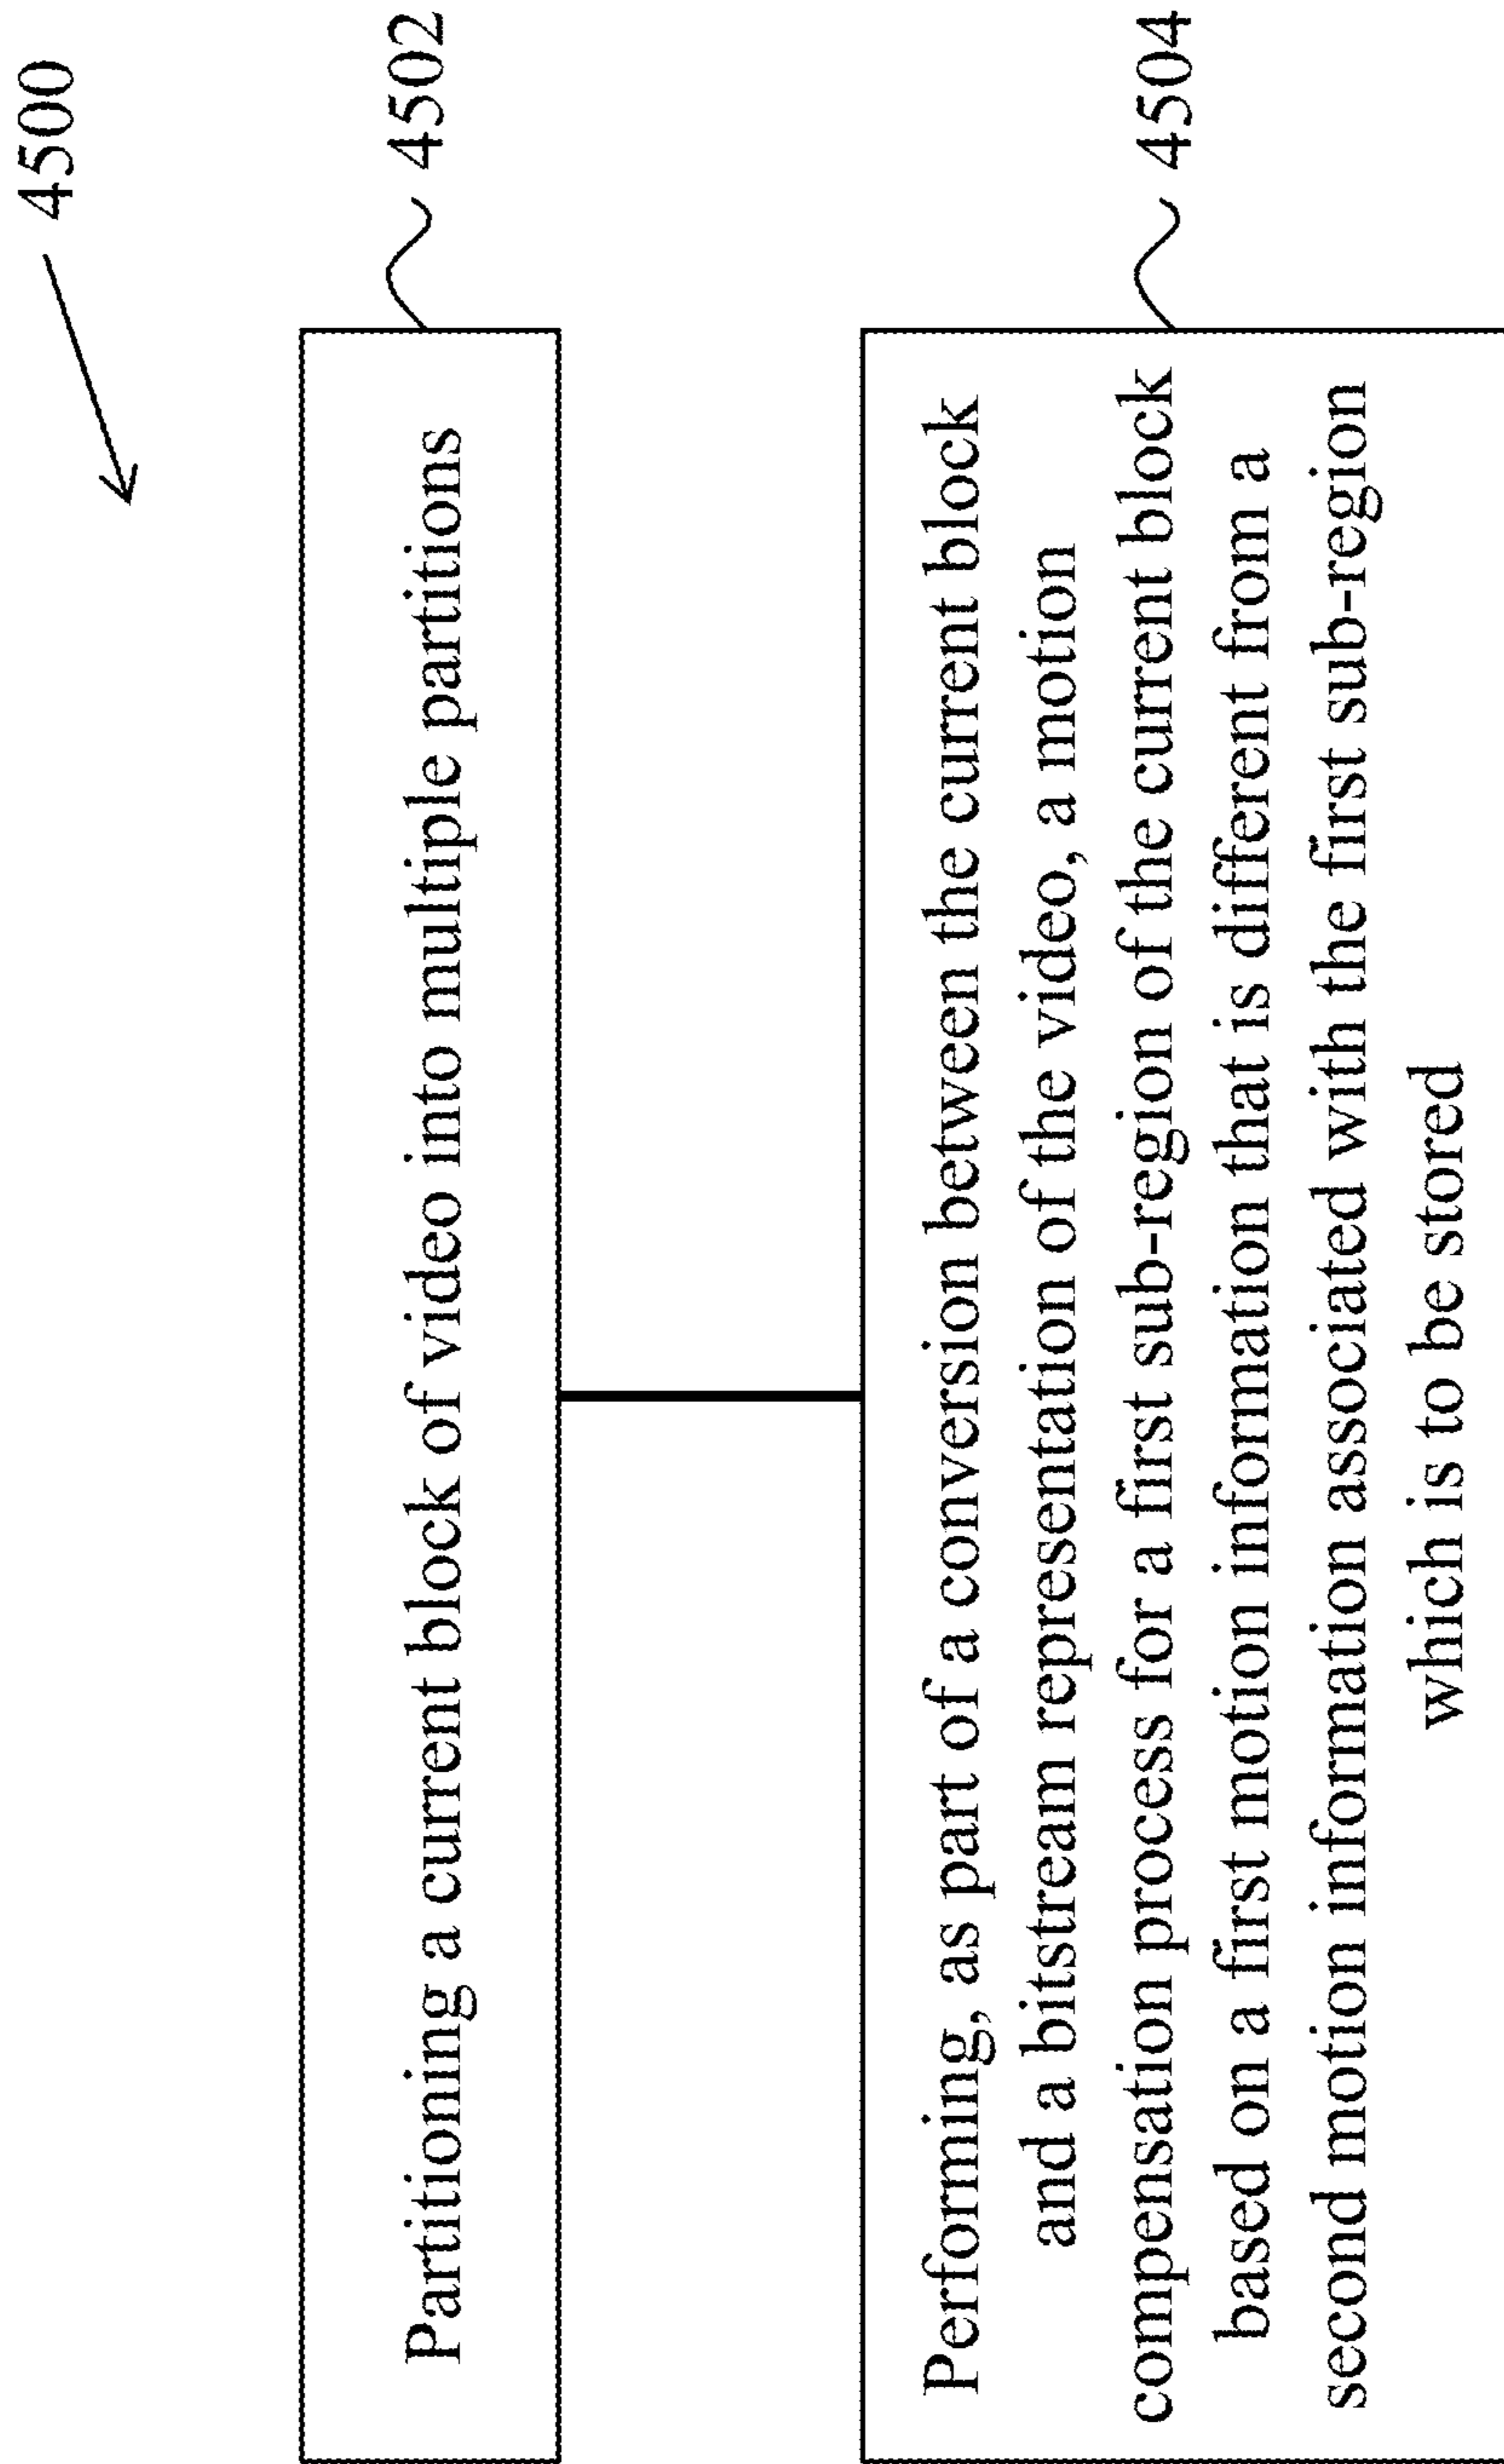 4500
Partitioning a current block of video into multiple partitions
4502
Performing, as part of a conversion between the current block
and a bitstream representation of the video, a motion
compensation process for a first sub-region of the current block
based on a first motion information that is different from a
second motion information associated with the first sub-region
which is to be stored
4504